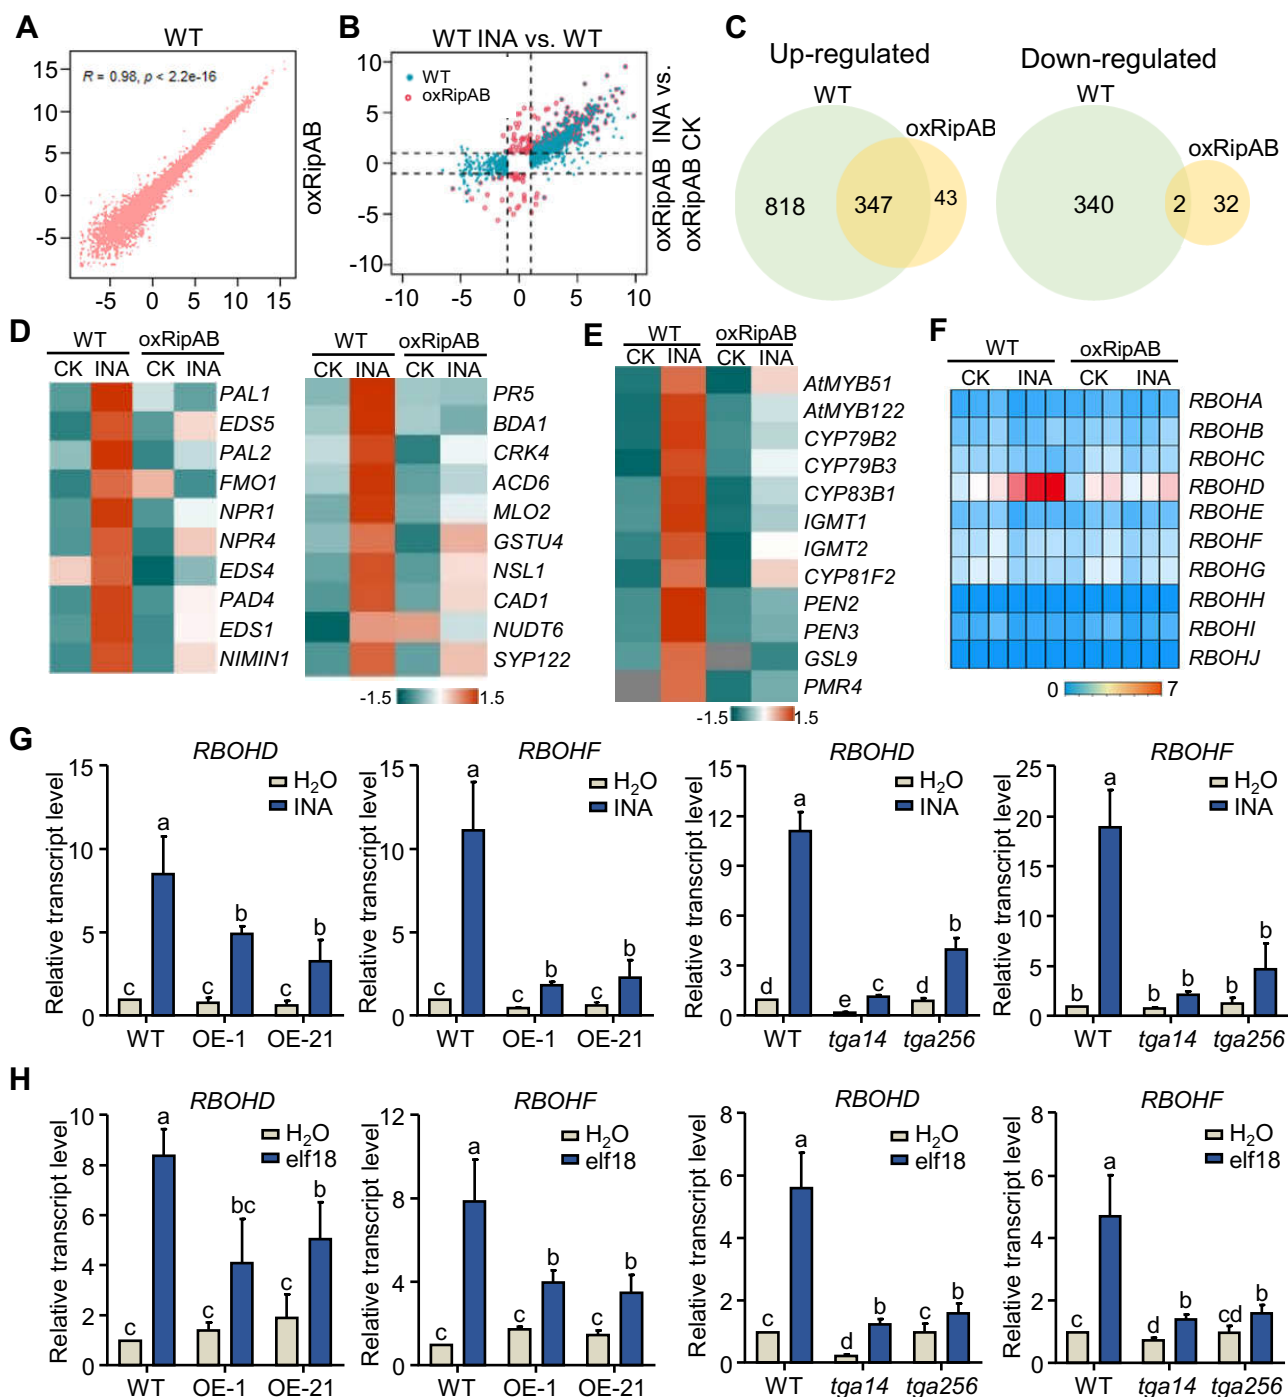 A
WT
R = 0.98, p < 2.2e-16
15
10
5
0
-5
-5 0 5 10 15
oxRipAB
B
WT INA vs. WT
WT
oxRipAB
10
5
0
-5
-10
-10 -5 0 5 10
oxRipAB INA vs.
oxRipAB CK
C
Up-regulated
WT
oxRipAB
818 347 43
Down-regulated
WT
oxRipAB
340 2 32
D
WT oxRipAB
CK INA CK INA
PAL1
EDS5
PAL2
FMO1
NPR1
NPR4
EDS4
PAD4
EDS1
NIMIN1
WT oxRipAB
CK INA CK INA
PR5
BDA1
CRK4
ACD6
MLO2
GSTU4
NSL1
CAD1
NUDT6
SYP122
-1.5 1.5
E
WT oxRipAB
CK INA CK INA
AtMYB51
AtMYB122
CYP79B2
CYP79B3
CYP83B1
IGMT1
IGMT2
CYP81F2
PEN2
PEN3
GSL9
PMR4
-1.5 1.5
F
WT oxRipAB
CK INA CK INA
RBOHA
RBOHB
RBOHC
RBOHD
RBOHE
RBOHF
RBOHG
RBOHH
RBOHI
RBOHJ
0 7
G
RBOHD
H₂O
INA
Relative transcript level
15
10
5
0
c a c b c b
WT OE-1 OE-21
RBOHF
H₂O
INA
Relative transcript level
15
10
5
0
c a c b c b
WT OE-1 OE-21
RBOHD
H₂O
INA
Relative transcript level
15
12
9
6
3
0
d a e c d b
WT tga14 tga256
RBOHF
H₂O
INA
Relative transcript level
25
20
15
10
5
0
b a b b b b
WT tga14 tga256
H
RBOHD
H₂O
elf18
Relative transcript level
10
8
6
4
2
0
c a c bc c b
WT OE-1 OE-21
RBOHF
H₂O
elf18
Relative transcript level
12
8
4
0
c a c b c b
WT OE-1 OE-21
RBOHD
H₂O
elf18
Relative transcript level
8
6
4
2
0
c a d b c b
WT tga14 tga256
RBOHF
H₂O
elf18
Relative transcript level
8
6
4
2
0
c a d b cd b
WT tga14 tga256